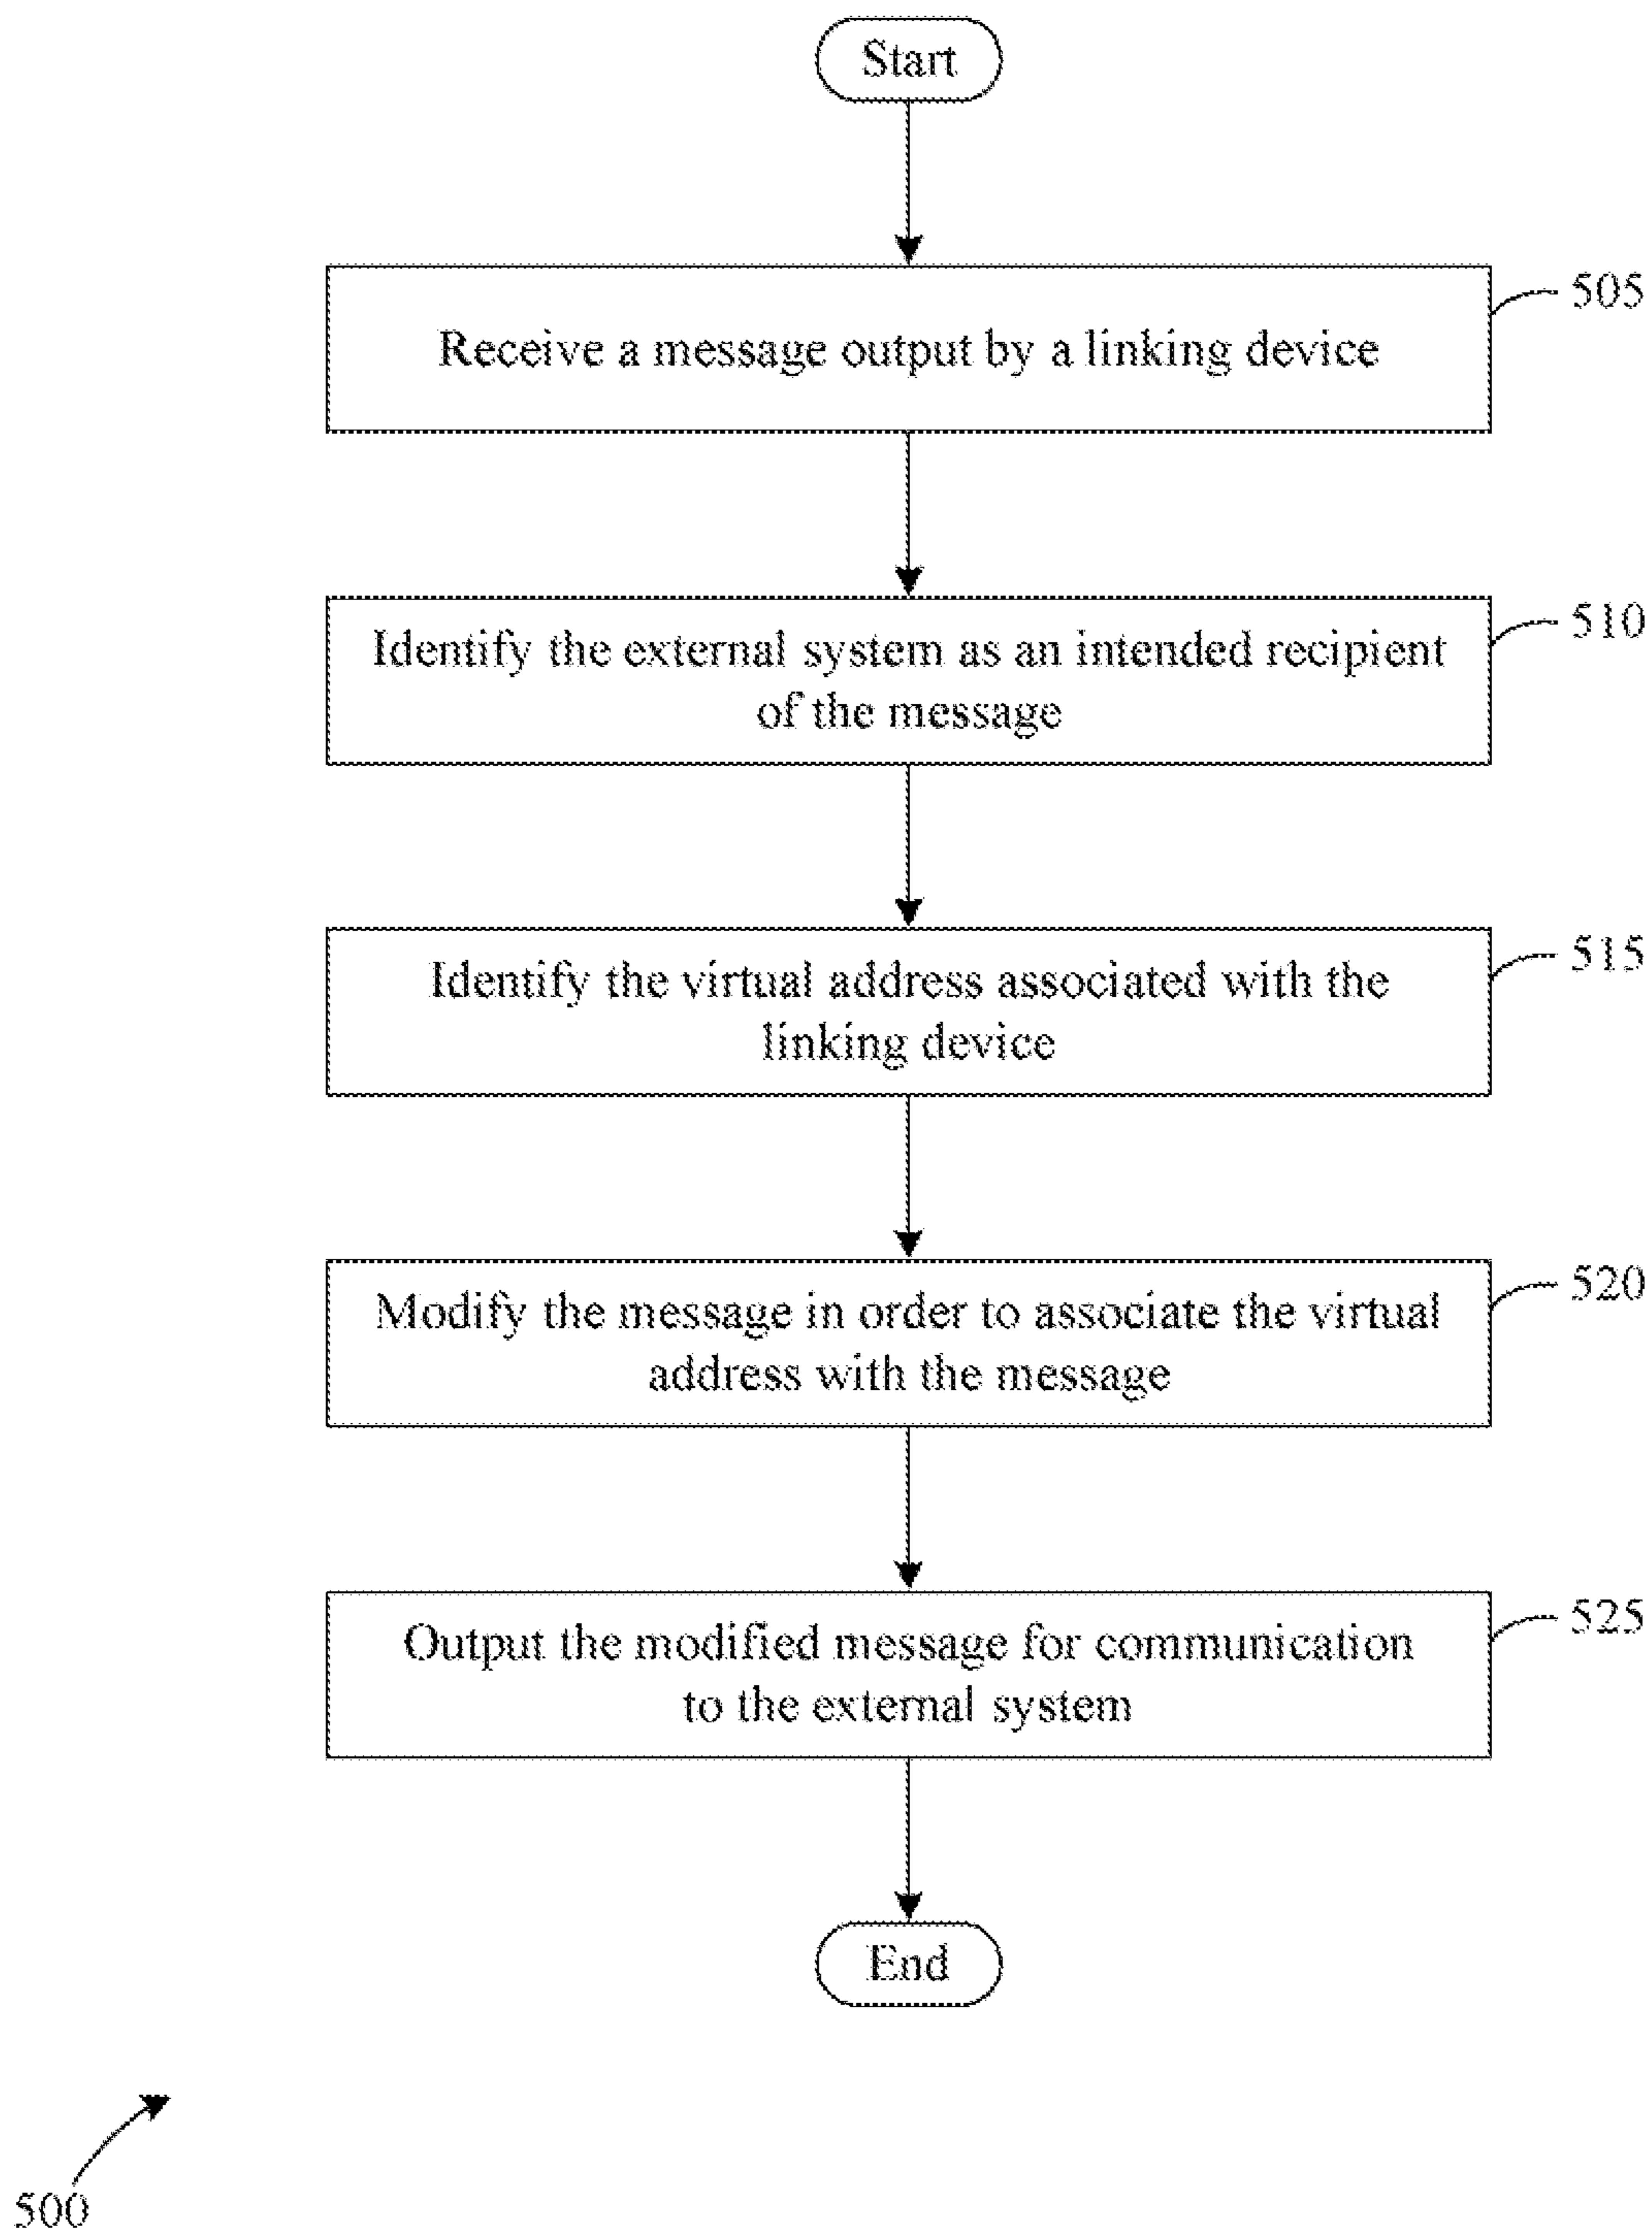 Start
Receive a message output by a linking device
505
Identify the external system as an intended recipient
of the message
510
Identify the virtual address associated with the
linking device
515
Modify the message in order to associate the virtual
address with the message
520
Output the modified message for communication
to the external system
525
End
500